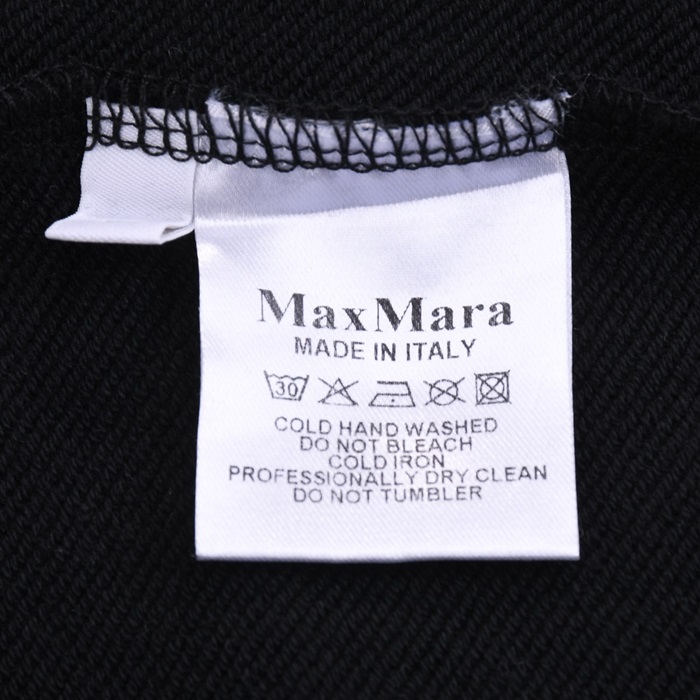 MaxMara
MADE IN ITALY
30
COLD HAND WASHED
DO NOT BLEACH
COLD IRON
PROFESSIONALLY DRY CLEAN
DO NOT TUMBLER